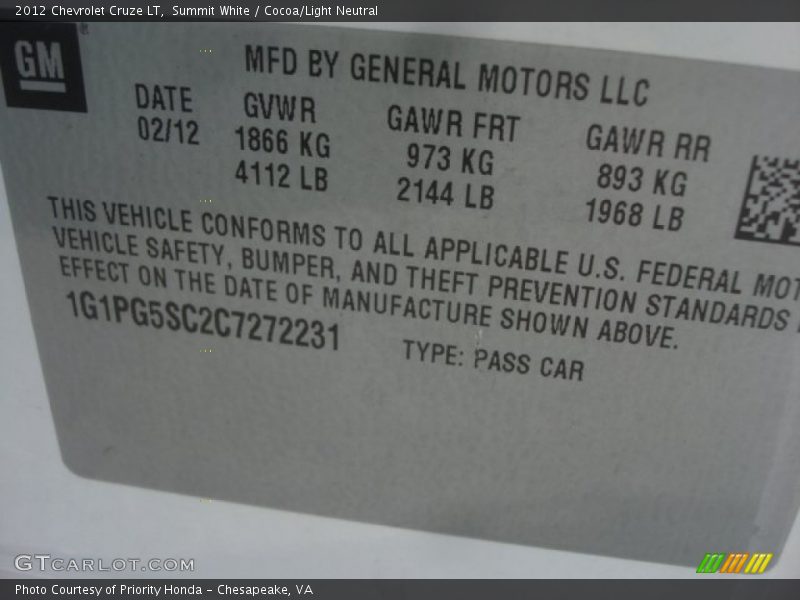 2012 Chevrolet Cruze LT, Summit White / Cocoa/Light Neutral
GM ®
MFD BY GENERAL MOTORS LLC
DATE GVWR GAWR FRT GAWR RR
02/12 1866 KG 973 KG 893 KG
4112 LB 2144 LB 1968 LB
THIS VEHICLE CONFORMS TO ALL APPLICABLE U.S. FEDERAL MOT
VEHICLE SAFETY, BUMPER, AND THEFT PREVENTION STANDARDS
EFFECT ON THE DATE OF MANUFACTURE SHOWN ABOVE.
1G1PG5SC2C7272231 TYPE: PASS CAR
GTCARLOT.COM
Photo Courtesy of Priority Honda - Chesapeake, VA